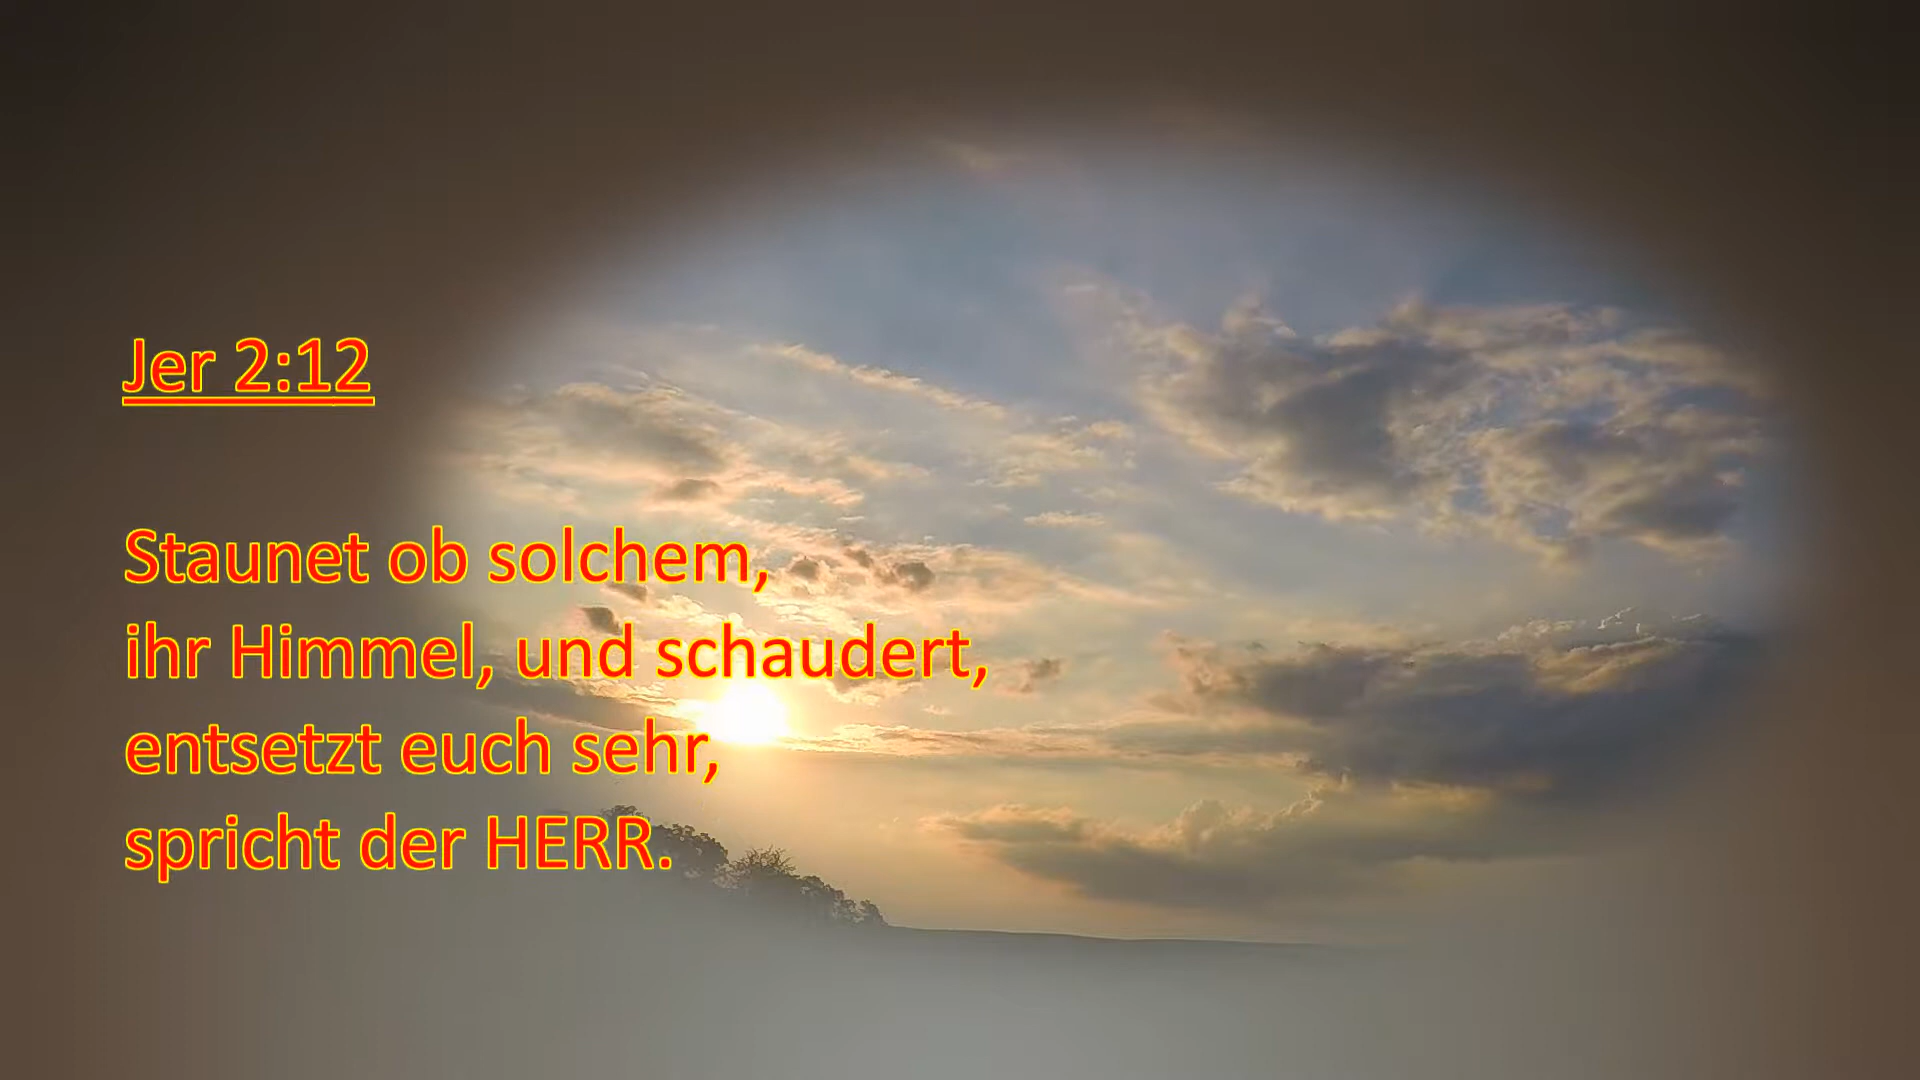 Jer 2:12
Staunet ob solchem,
ihr Himmel, und schaudert,
entsetzt euch sehr,
spricht der HERR.